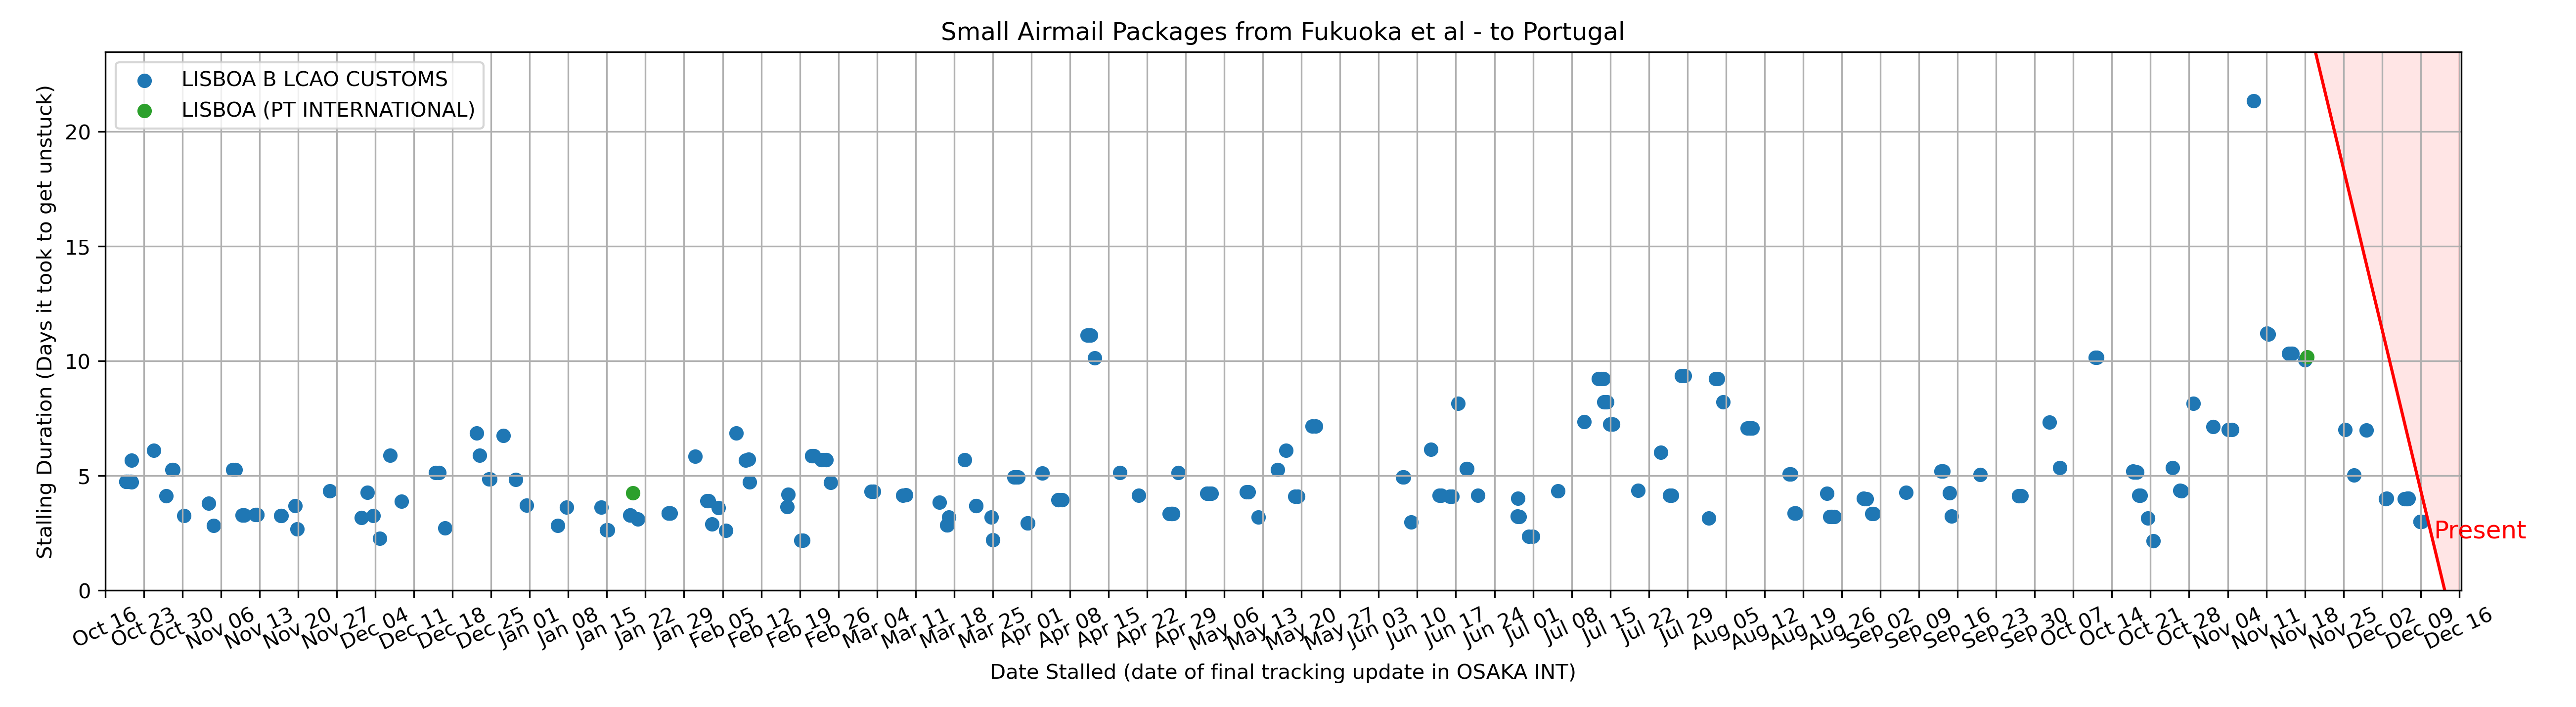 Small Airmail Packages from Fukuoka et al - to Portugal
LISBOA B LCAO CUSTOMS
LISBOA (PT INTERNATIONAL)
Stalling Duration (Days it took to get unstuck)
20
15
10
5
0
Present
Oct 16 Oct 23 Oct 30 Nov 06 Nov 13 Nov 20 Nov 27 Dec 04 Dec 11 Dec 18 Dec 25 Jan 01 Jan 08 Jan 15 Jan 22 Jan 29 Feb 05 Feb 12 Feb 19 Feb 26 Mar 04 Mar 11 Mar 18 Mar 25 Apr 01 Apr 08 Apr 15 Apr 22 Apr 29 May 06 May 13 May 20 May 27 Jun 03 Jun 10 Jun 17 Jun 24 Jul 01 Jul 08 Jul 15 Jul 22 Jul 29 Aug 05 Aug 12 Aug 19 Aug 26 Sep 02 Sep 09 Sep 16 Sep 23 Sep 30 Oct 07 Oct 14 Oct 21 Oct 28 Nov 04 Nov 11 Nov 18 Nov 25 Dec 02 Dec 09 Dec 16
Date Stalled (date of final tracking update in OSAKA INT)